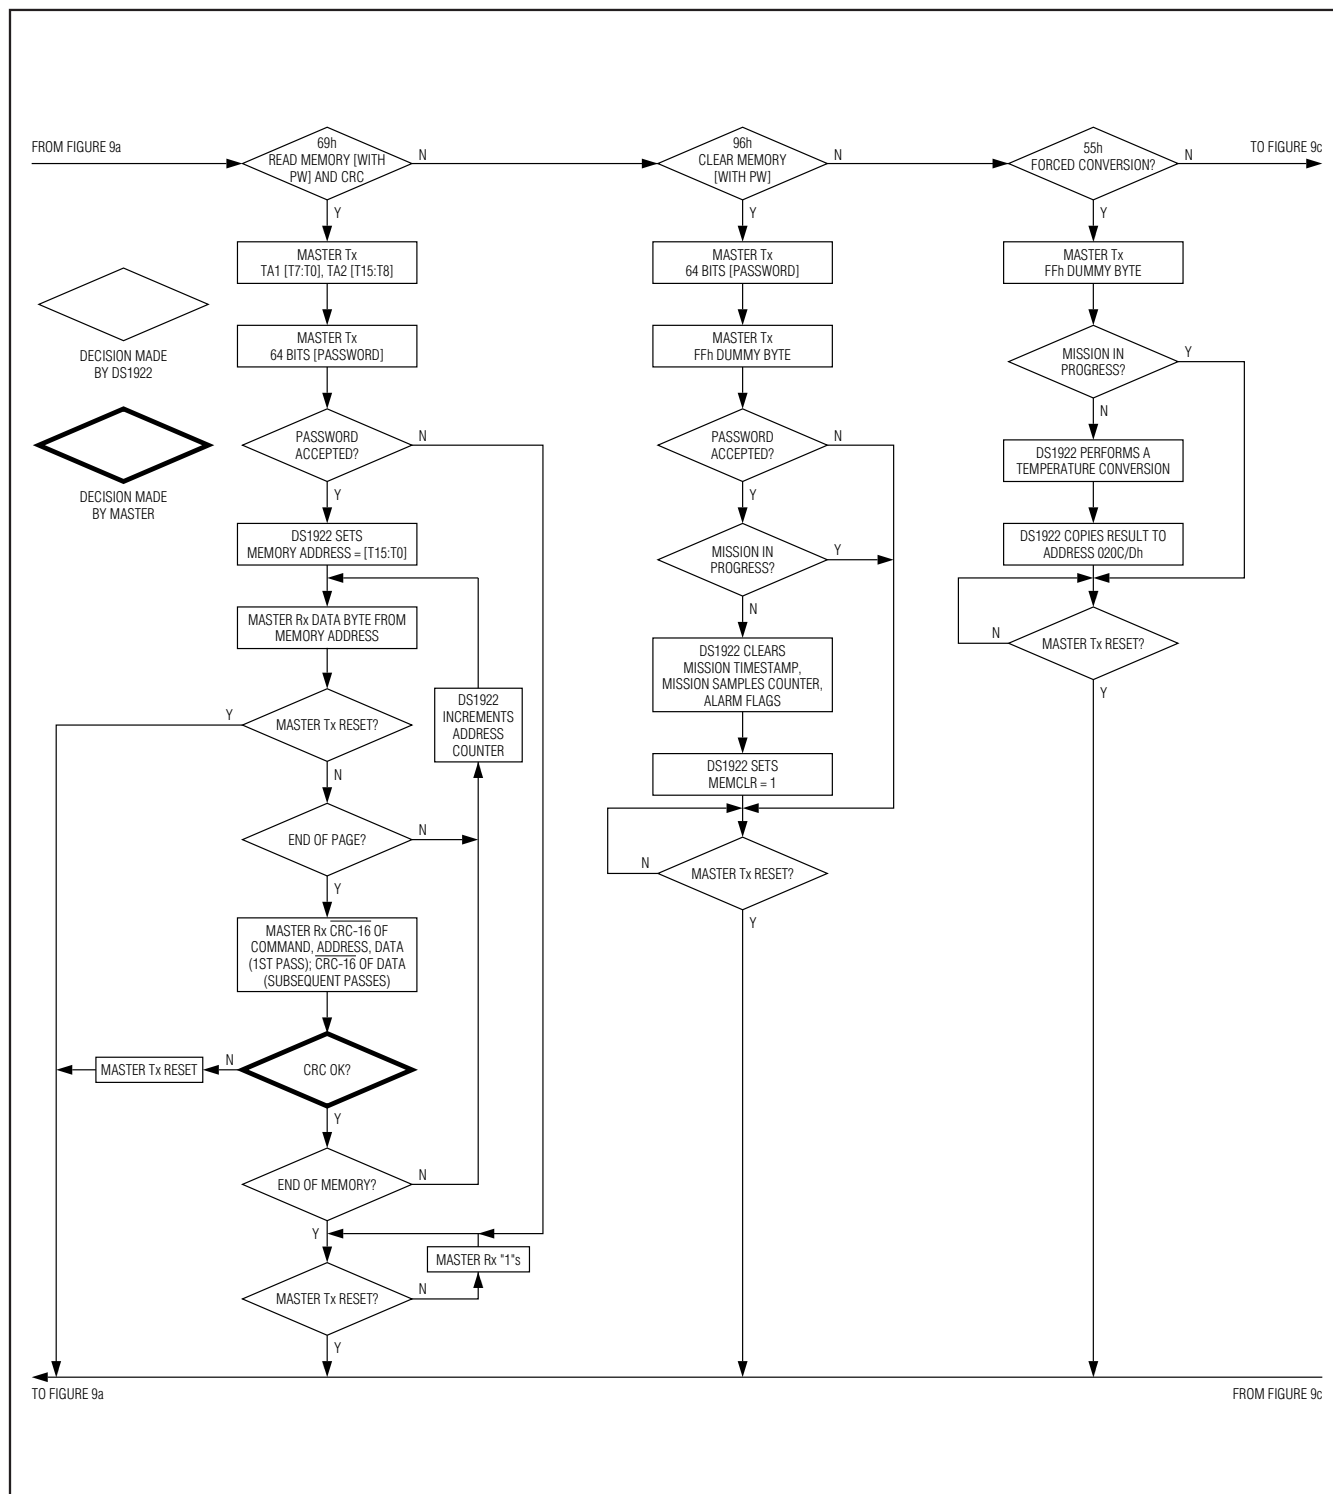 FROM FIGURE 9a
69h
READ MEMORY [WITH
PW] AND CRC
N
Y
MASTER Tx
TA1 [T7:T0], TA2 [T15:T8]
MASTER Tx
64 BITS [PASSWORD]
DECISION MADE
BY DS1922
DECISION MADE
BY MASTER
PASSWORD
ACCEPTED?
N
Y
DS1922 SETS
MEMORY ADDRESS = [T15:T0]
MASTER Rx DATA BYTE FROM
MEMORY ADDRESS
MASTER Tx RESET?
Y
N
DS1922
INCREMENTS
ADDRESS
COUNTER
END OF PAGE?
N
Y
MASTER Rx CRC-16 OF
COMMAND, ADDRESS, DATA
(1ST PASS); CRC-16 OF DATA
(SUBSEQUENT PASSES)
CRC OK?
N
MASTER Tx RESET
Y
END OF MEMORY?
N
Y
MASTER Rx "1"s
MASTER Tx RESET?
N
Y
96h
CLEAR MEMORY
[WITH PW]
N
Y
MASTER Tx
64 BITS [PASSWORD]
MASTER Tx
FFh DUMMY BYTE
PASSWORD
ACCEPTED?
N
Y
MISSION IN
PROGRESS?
Y
N
DS1922 CLEARS
MISSION TIMESTAMP,
MISSION SAMPLES COUNTER,
ALARM FLAGS
DS1922 SETS
MEMCLR = 1
MASTER Tx RESET?
N
Y
55h
FORCED CONVERSION?
N
TO FIGURE 9c
Y
MASTER Tx
FFh DUMMY BYTE
MISSION IN
PROGRESS?
Y
N
DS1922 PERFORMS A
TEMPERATURE CONVERSION
DS1922 COPIES RESULT TO
ADDRESS 020C/Dh
MASTER Tx RESET?
N
Y
TO FIGURE 9a
FROM FIGURE 9c